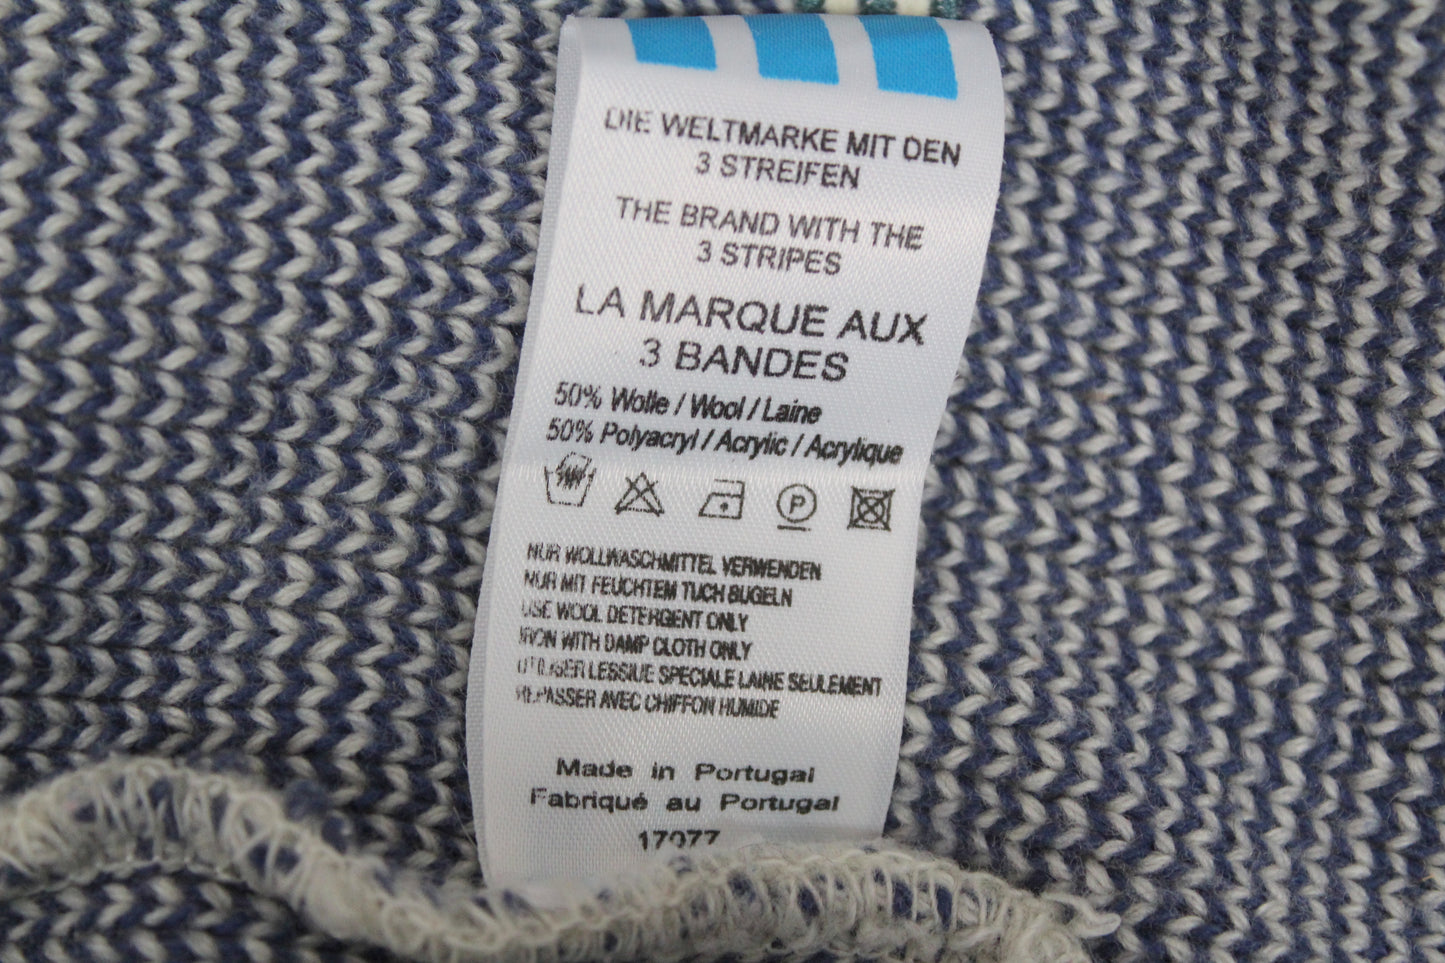 DIE WELTMARKE MIT DEN
3 STREIFEN
THE BRAND WITH THE
3 STRIPES
LA MARQUE AUX
3 BANDES
50% Wolle / Wool / Laine
50% Polyacryl / Acrylic / Acrylique
P
NUR WOLLWASCHMITTEL VERWENDEN
NUR MIT FEUCHTEM TUCH BUGELN
USE WOOL DETERGENT ONLY
IRON WITH DAMP CLOTH ONLY
UTILISER LESSIVE SPECIALE LAINE SEULEMENT
REPASSER AVEC CHIFFON HUMIDE
Made in Portugal
Fabriqué au Portugal
17077